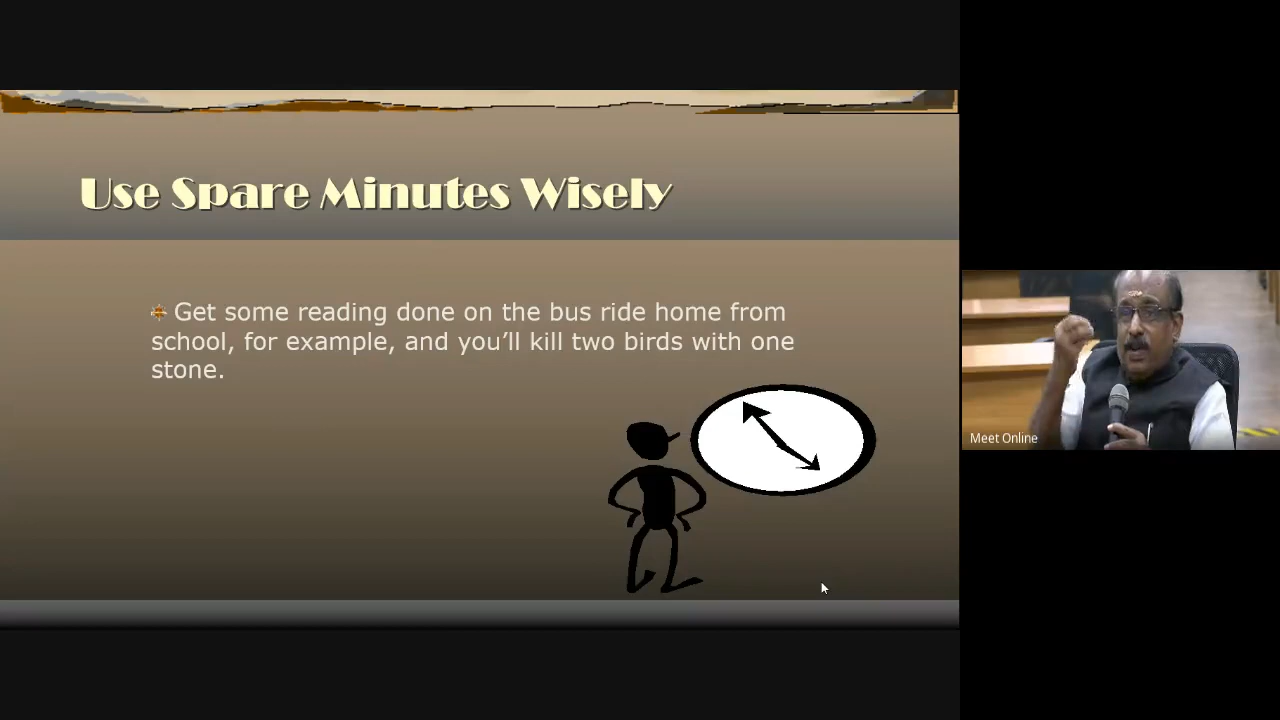 Use Spare Minutes Wisely
Get some reading done on the bus ride home from
school, for example, and you’ll kill two birds with one
stone.
Meet Online